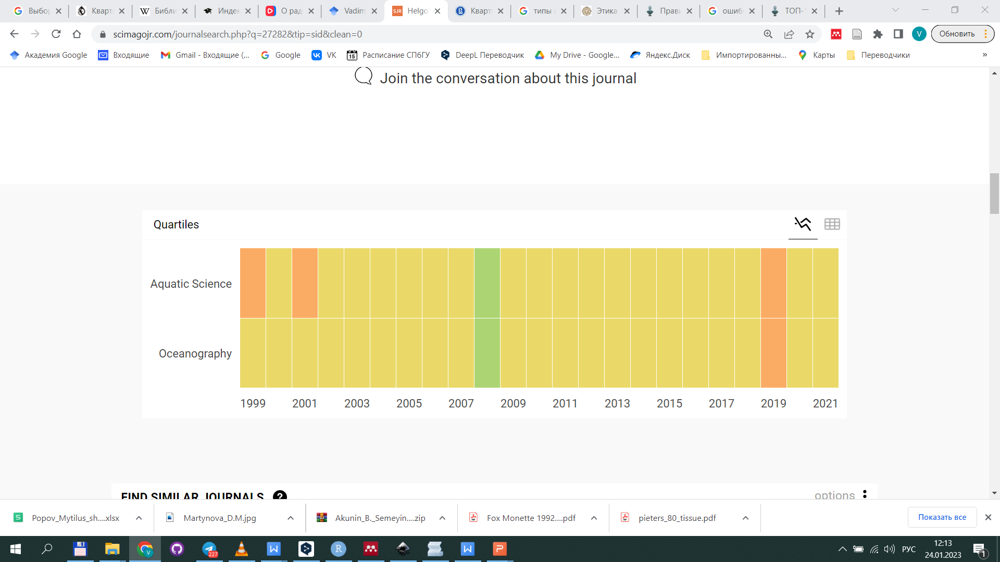 Выбор
Кварт
Библи
Индек
О рад
Vadim
Helgo
Кварт
типы
Этика
Прави
ошиб
ТОП-
scimagojr.com/journalsearch.php?q=27282&tip=sid&clean=0
V
Обновить
Академия Google
Входящие
Gmail - Входящие (...
Google
VK
Расписание СПбГУ
DeepL Переводчик
My Drive - Google...
Яндекс.Диск
Импортированны...
Карты
Переводчики
»
Join the conversation about this journal
Quartiles
Aquatic Science
Oceanography
1999 2001 2003 2005 2007 2009 2011 2013 2015 2017 2019 2021
FIND SIMILAR JOURNALS ?
options
Popov_Mytilus_sh....xlsx
Martynova_D.M.jpg
Akunin_B._Semeyin....zip
Fox Monette 1992....pdf
pieters_80_tissue.pdf
Показать все
227
РУС
12:13
24.01.2023
1